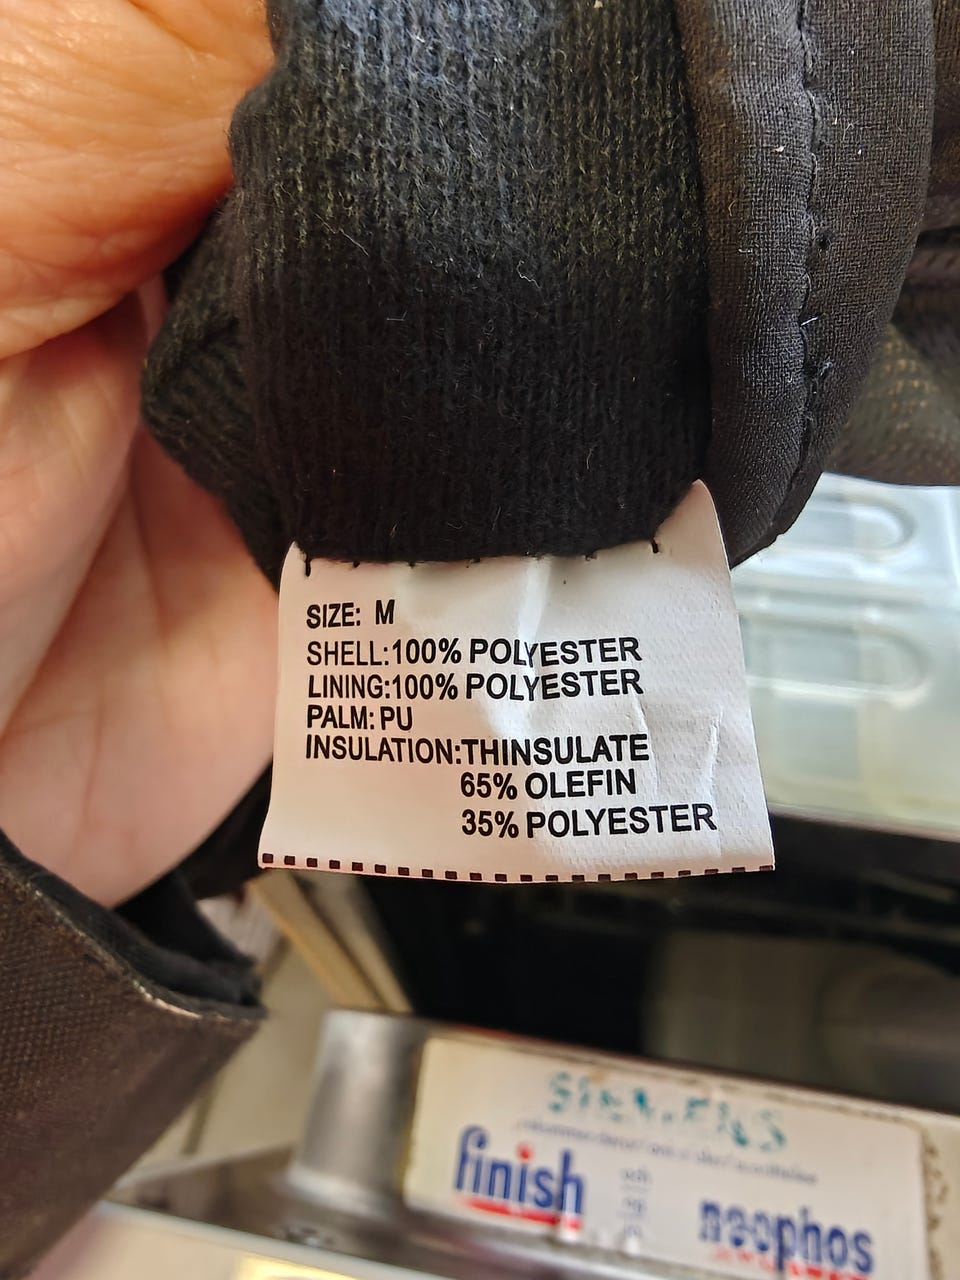 SIZE: M
SHELL:100% POLYESTER
LINING:100% POLYESTER
PALM: PU
INSULATION:THINSULATE
65% OLEFIN
35% POLYESTER
SIEMENS
finish
neophos